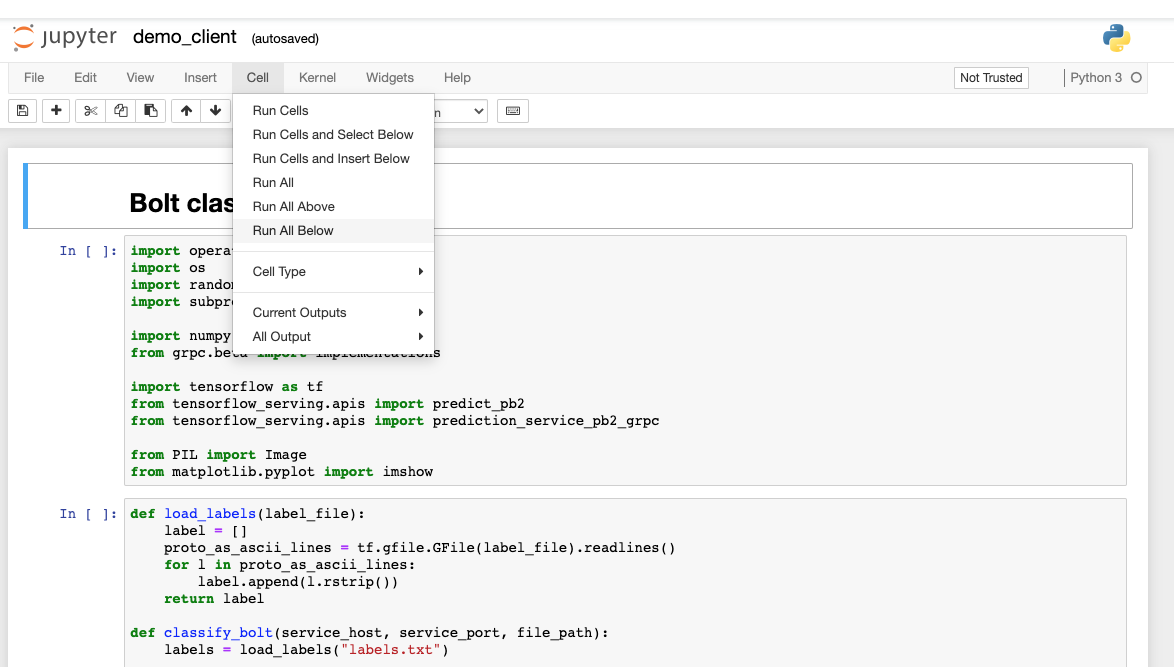 jupyter demo_client (autosaved)
File Edit View Insert Cell Kernel Widgets Help Not Trusted Python 3
Run Cells
Run Cells and Select Below
Run Cells and Insert Below
Run All
Run All Above
Run All Below
Cell Type
Current Outputs
All Output
Bolt clas
In [ ]:
import opera
import os
import rando
import subpr
import numpy
from grpc.beta import implementations
import tensorflow as tf
from tensorflow_serving.apis import predict_pb2
from tensorflow_serving.apis import prediction_service_pb2_grpc
from PIL import Image
from matplotlib.pyplot import imshow
In [ ]:
def load_labels(label_file):
label = []
proto_as_ascii_lines = tf.gfile.GFile(label_file).readlines()
for l in proto_as_ascii_lines:
label.append(l.rstrip())
return label
def classify_bolt(service_host, service_port, file_path):
labels = load_labels("labels.txt")